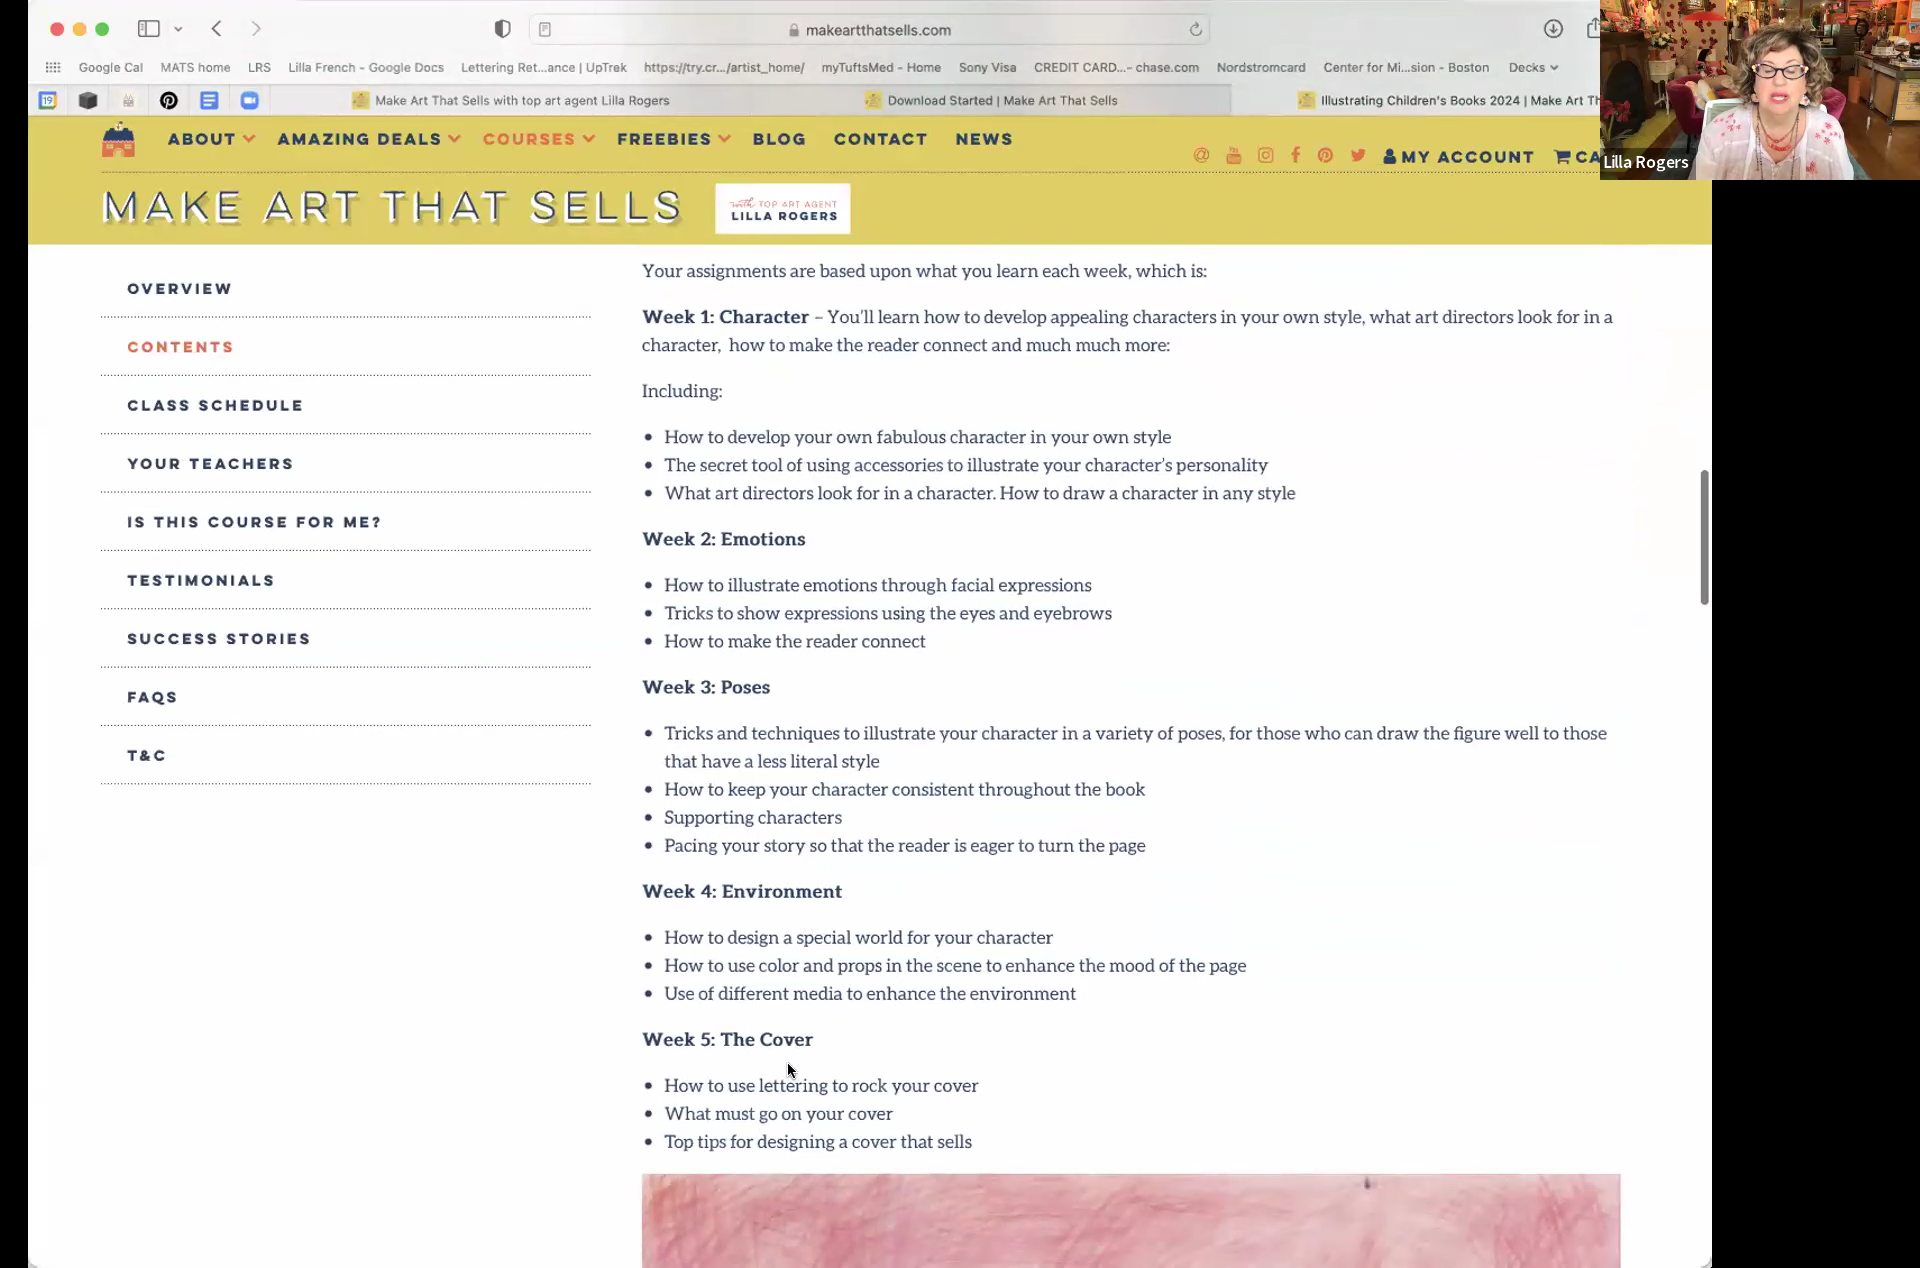 makeartthatsells.com
Google Cal MATS home LRS Lilla French - Google Docs Lettering Ret...ance | UpTrek https://try.cr.../artist_home/ myTuftsMed - Home Sony Visa CREDIT CARD...- chase.com Nordstromcard Center for Mi...sion - Boston Decks
19 Make Art That Sells with top art agent Lilla Rogers Download Started | Make Art That Sells Illustrating Children's Books 2024 | Make Art Th
ABOUT AMAZING DEALS COURSES FREEBIES BLOG CONTACT NEWS
MY ACCOUNT CA
Lilla Rogers
MAKE ART THAT SELLS
with TOP ART AGENT
LILLA ROGERS
OVERVIEW
CONTENTS
CLASS SCHEDULE
YOUR TEACHERS
IS THIS COURSE FOR ME?
TESTIMONIALS
SUCCESS STORIES
FAQS
T&C
Your assignments are based upon what you learn each week, which is:
Week 1: Character – You'll learn how to develop appealing characters in your own style, what art directors look for in a
character, how to make the reader connect and much much more:
Including:
• How to develop your own fabulous character in your own style
• The secret tool of using accessories to illustrate your character's personality
• What art directors look for in a character. How to draw a character in any style
Week 2: Emotions
• How to illustrate emotions through facial expressions
• Tricks to show expressions using the eyes and eyebrows
• How to make the reader connect
Week 3: Poses
• Tricks and techniques to illustrate your character in a variety of poses, for those who can draw the figure well to those
that have a less literal style
• How to keep your character consistent throughout the book
• Supporting characters
• Pacing your story so that the reader is eager to turn the page
Week 4: Environment
• How to design a special world for your character
• How to use color and props in the scene to enhance the mood of the page
• Use of different media to enhance the environment
Week 5: The Cover
• How to use lettering to rock your cover
• What must go on your cover
• Top tips for designing a cover that sells